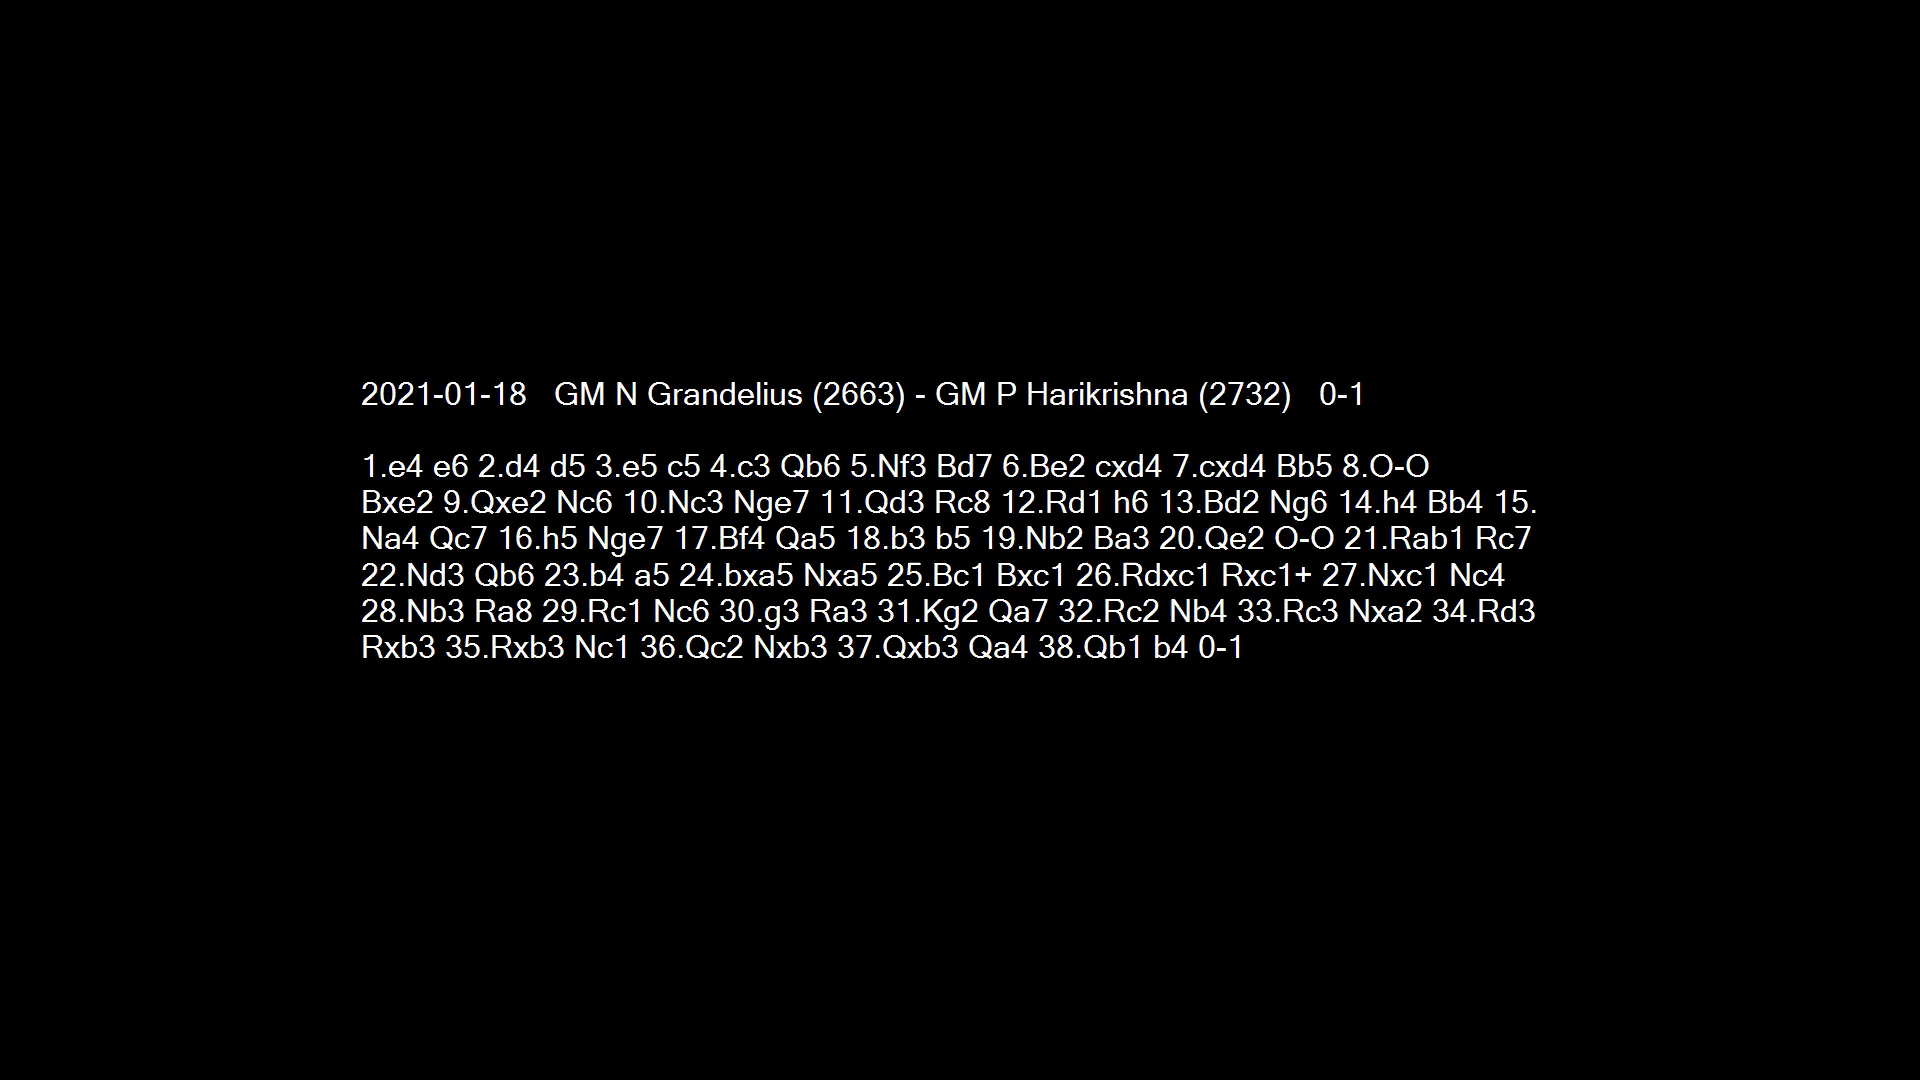 2021-01-18   GM N Grandelius (2663) - GM P Harikrishna (2732)   0-1
1.e4 e6 2.d4 d5 3.e5 c5 4.c3 Qb6 5.Nf3 Bd7 6.Be2 cxd4 7.cxd4 Bb5 8.O-O
Bxe2 9.Qxe2 Nc6 10.Nc3 Nge7 11.Qd3 Rc8 12.Rd1 h6 13.Bd2 Ng6 14.h4 Bb4 15.
Na4 Qc7 16.h5 Nge7 17.Bf4 Qa5 18.b3 b5 19.Nb2 Ba3 20.Qe2 O-O 21.Rab1 Rc7
22.Nd3 Qb6 23.b4 a5 24.bxa5 Nxa5 25.Bc1 Bxc1 26.Rdxc1 Rxc1+ 27.Nxc1 Nc4
28.Nb3 Ra8 29.Rc1 Nc6 30.g3 Ra3 31.Kg2 Qa7 32.Rc2 Nb4 33.Rc3 Nxa2 34.Rd3
Rxb3 35.Rxb3 Nc1 36.Qc2 Nxb3 37.Qxb3 Qa4 38.Qb1 b4 0-1